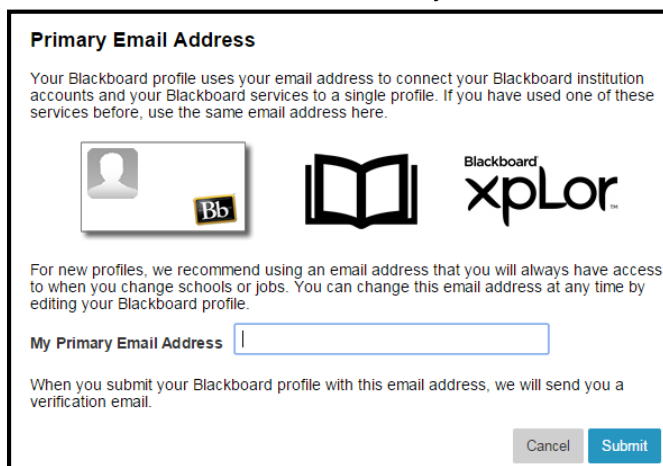 Primary Email Address
Your Blackboard profile uses your email address to connect your Blackboard institution
accounts and your Blackboard services to a single profile. If you have used one of these
services before, use the same email address here.
Bb
Blackboard
xpLor™
For new profiles, we recommend using an email address that you will always have access
to when you change schools or jobs. You can change this email address at any time by
editing your Blackboard profile.
My Primary Email Address
When you submit your Blackboard profile with this email address, we will send you a
verification email.
Cancel Submit